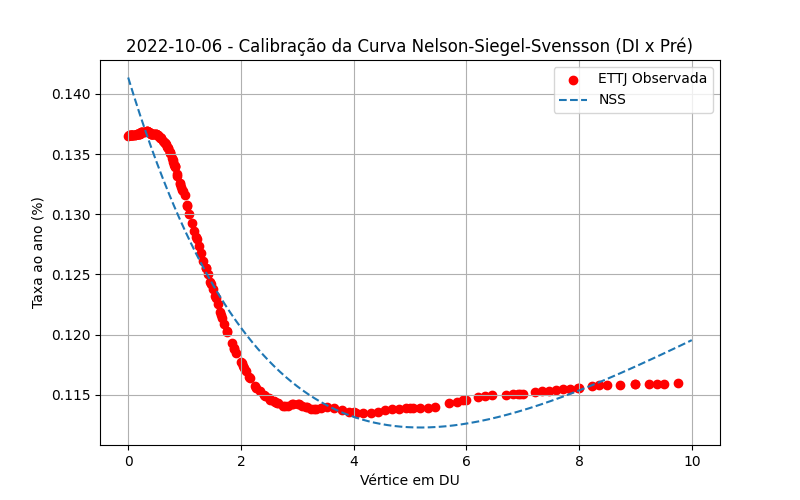 2022-10-06 - Calibração da Curva Nelson-Siegel-Svensson (DI x Pré)
ETTJ Observada
NSS
Taxa ao ano (%)
0.140
0.135
0.130
0.125
0.120
0.115
0 2 4 6 8 10
Vértice em DU